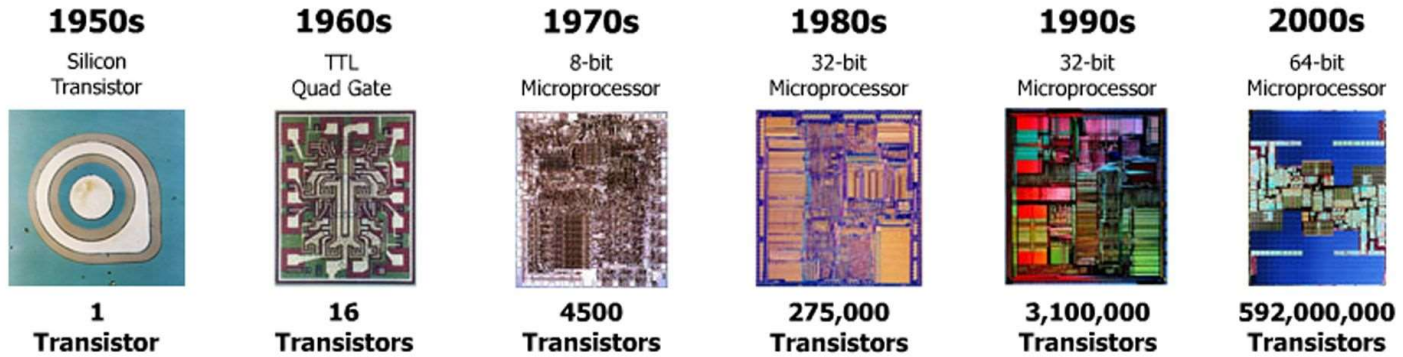 1950s
Silicon
Transistor
1
Transistor
1960s
TTL
Quad Gate
16
Transistors
1970s
8-bit
Microprocessor
4500
Transistors
1980s
32-bit
Microprocessor
275,000
Transistors
1990s
32-bit
Microprocessor
3,100,000
Transistors
2000s
64-bit
Microprocessor
592,000,000
Transistors